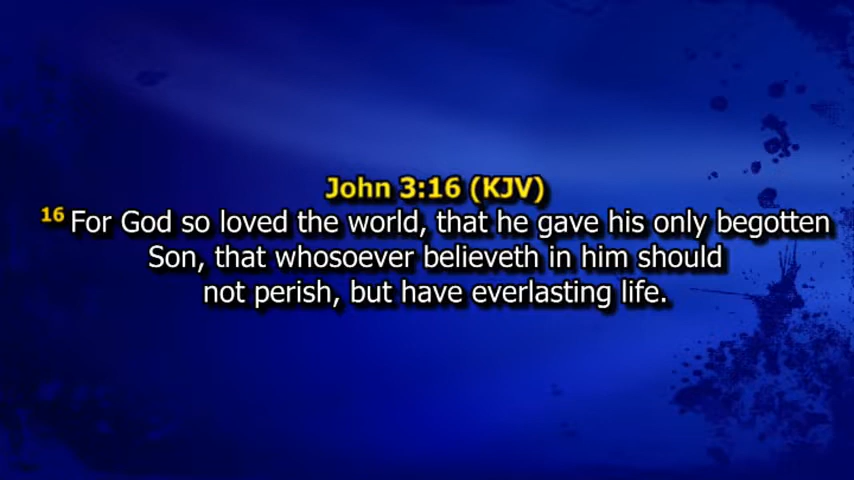 John 3:16 (KJV)
16 For God so loved the world, that he gave his only begotten
Son, that whosoever believeth in him should
not perish, but have everlasting life.